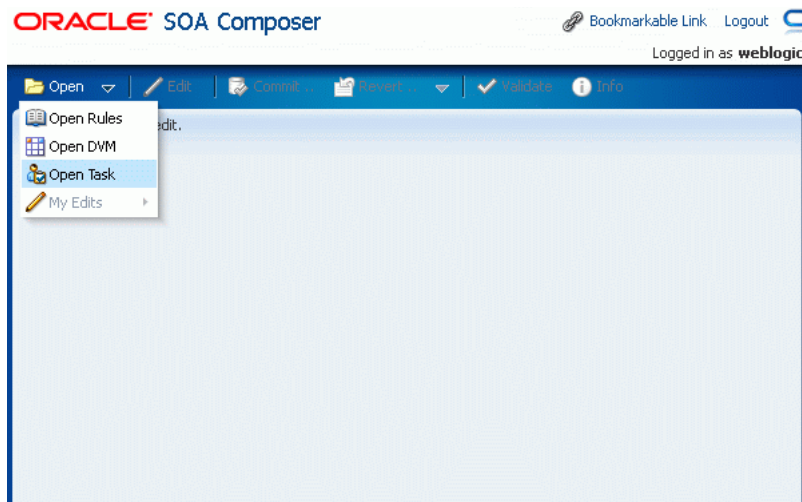 ORACLE SOA Composer
Bookmarkable Link Logout
Logged in as weblogic
Open Edit Commit .. Revert .. Validate Info
Open Rules
edit.
Open DVM
Open Task
My Edits